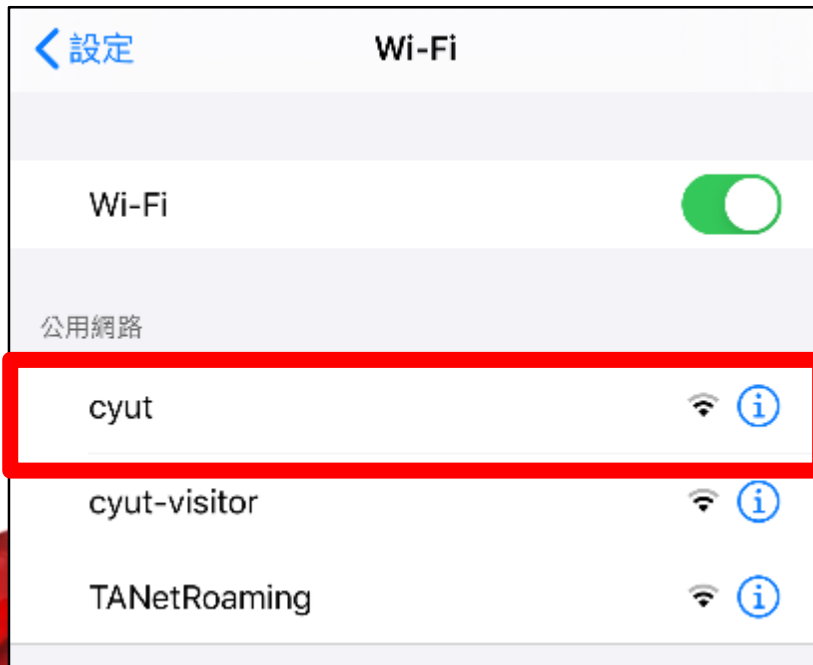 設定 Wi-Fi
Wi-Fi
公用網路
cyut
cyut-visitor
TANetRoaming